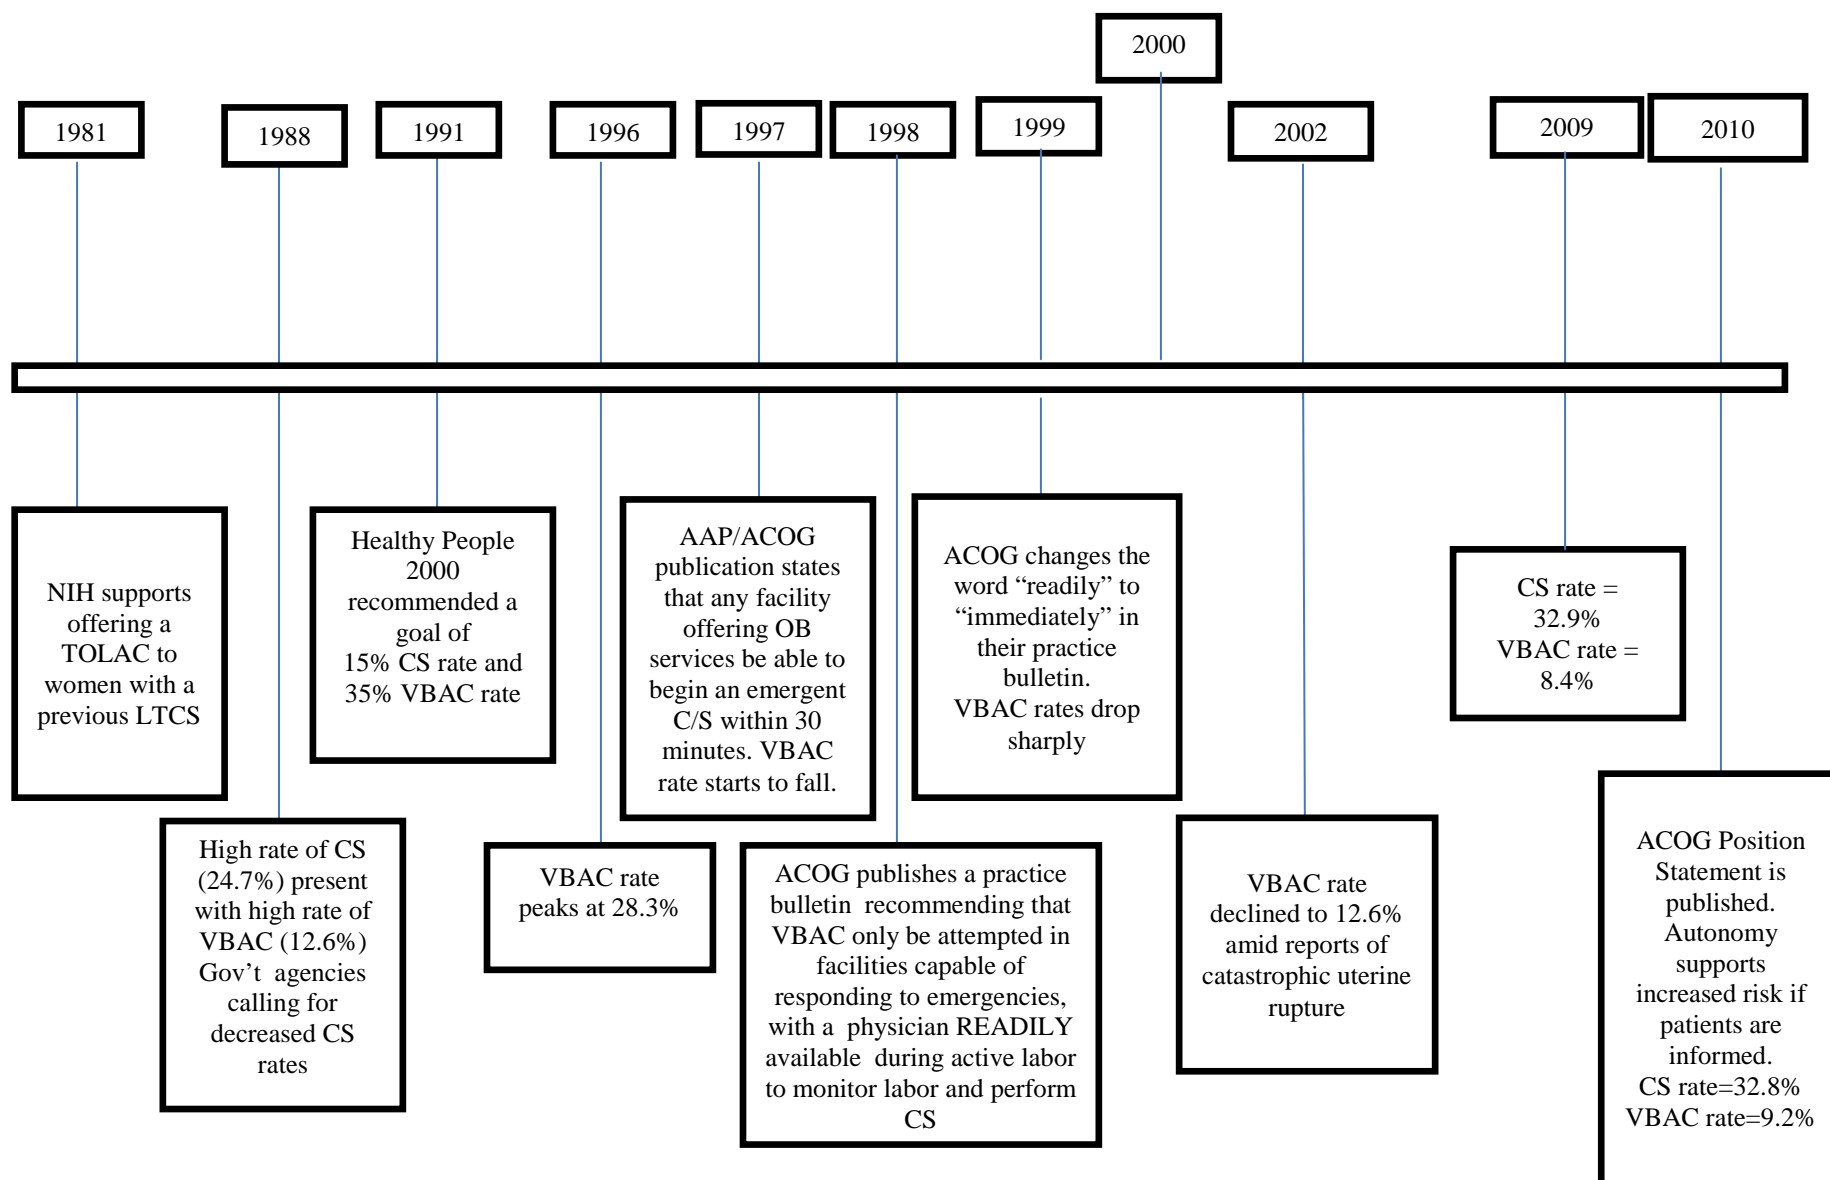 2000
1981
1988
1991
1996
1997
1998
1999
2002
2009
2010
NIH supports
offering a
TOLAC to
women with a
previous LTCS
High rate of CS
(24.7%) present
with high rate of
VBAC (12.6%)
Gov’t agencies
calling for
decreased CS
rates
Healthy People
2000
recommended a
goal of
15% CS rate and
35% VBAC rate
VBAC rate
peaks at 28.3%
AAP/ACOG
publication states
that any facility
offering OB
services be able to
begin an emergent
C/S within 30
minutes. VBAC
rate starts to fall.
ACOG publishes a practice
bulletin recommending that
VBAC only be attempted in
facilities capable of
responding to emergencies,
with a physician READILY
available during active labor
to monitor labor and perform
CS
ACOG changes the
word “readily” to
“immediately” in
their practice
bulletin.
VBAC rates drop
sharply
VBAC rate
declined to 12.6%
amid reports of
catastrophic uterine
rupture
CS rate =
32.9%
VBAC rate =
8.4%
ACOG Position
Statement is
published.
Autonomy
supports
increased risk if
patients are
informed.
CS rate=32.8%
VBAC rate=9.2%